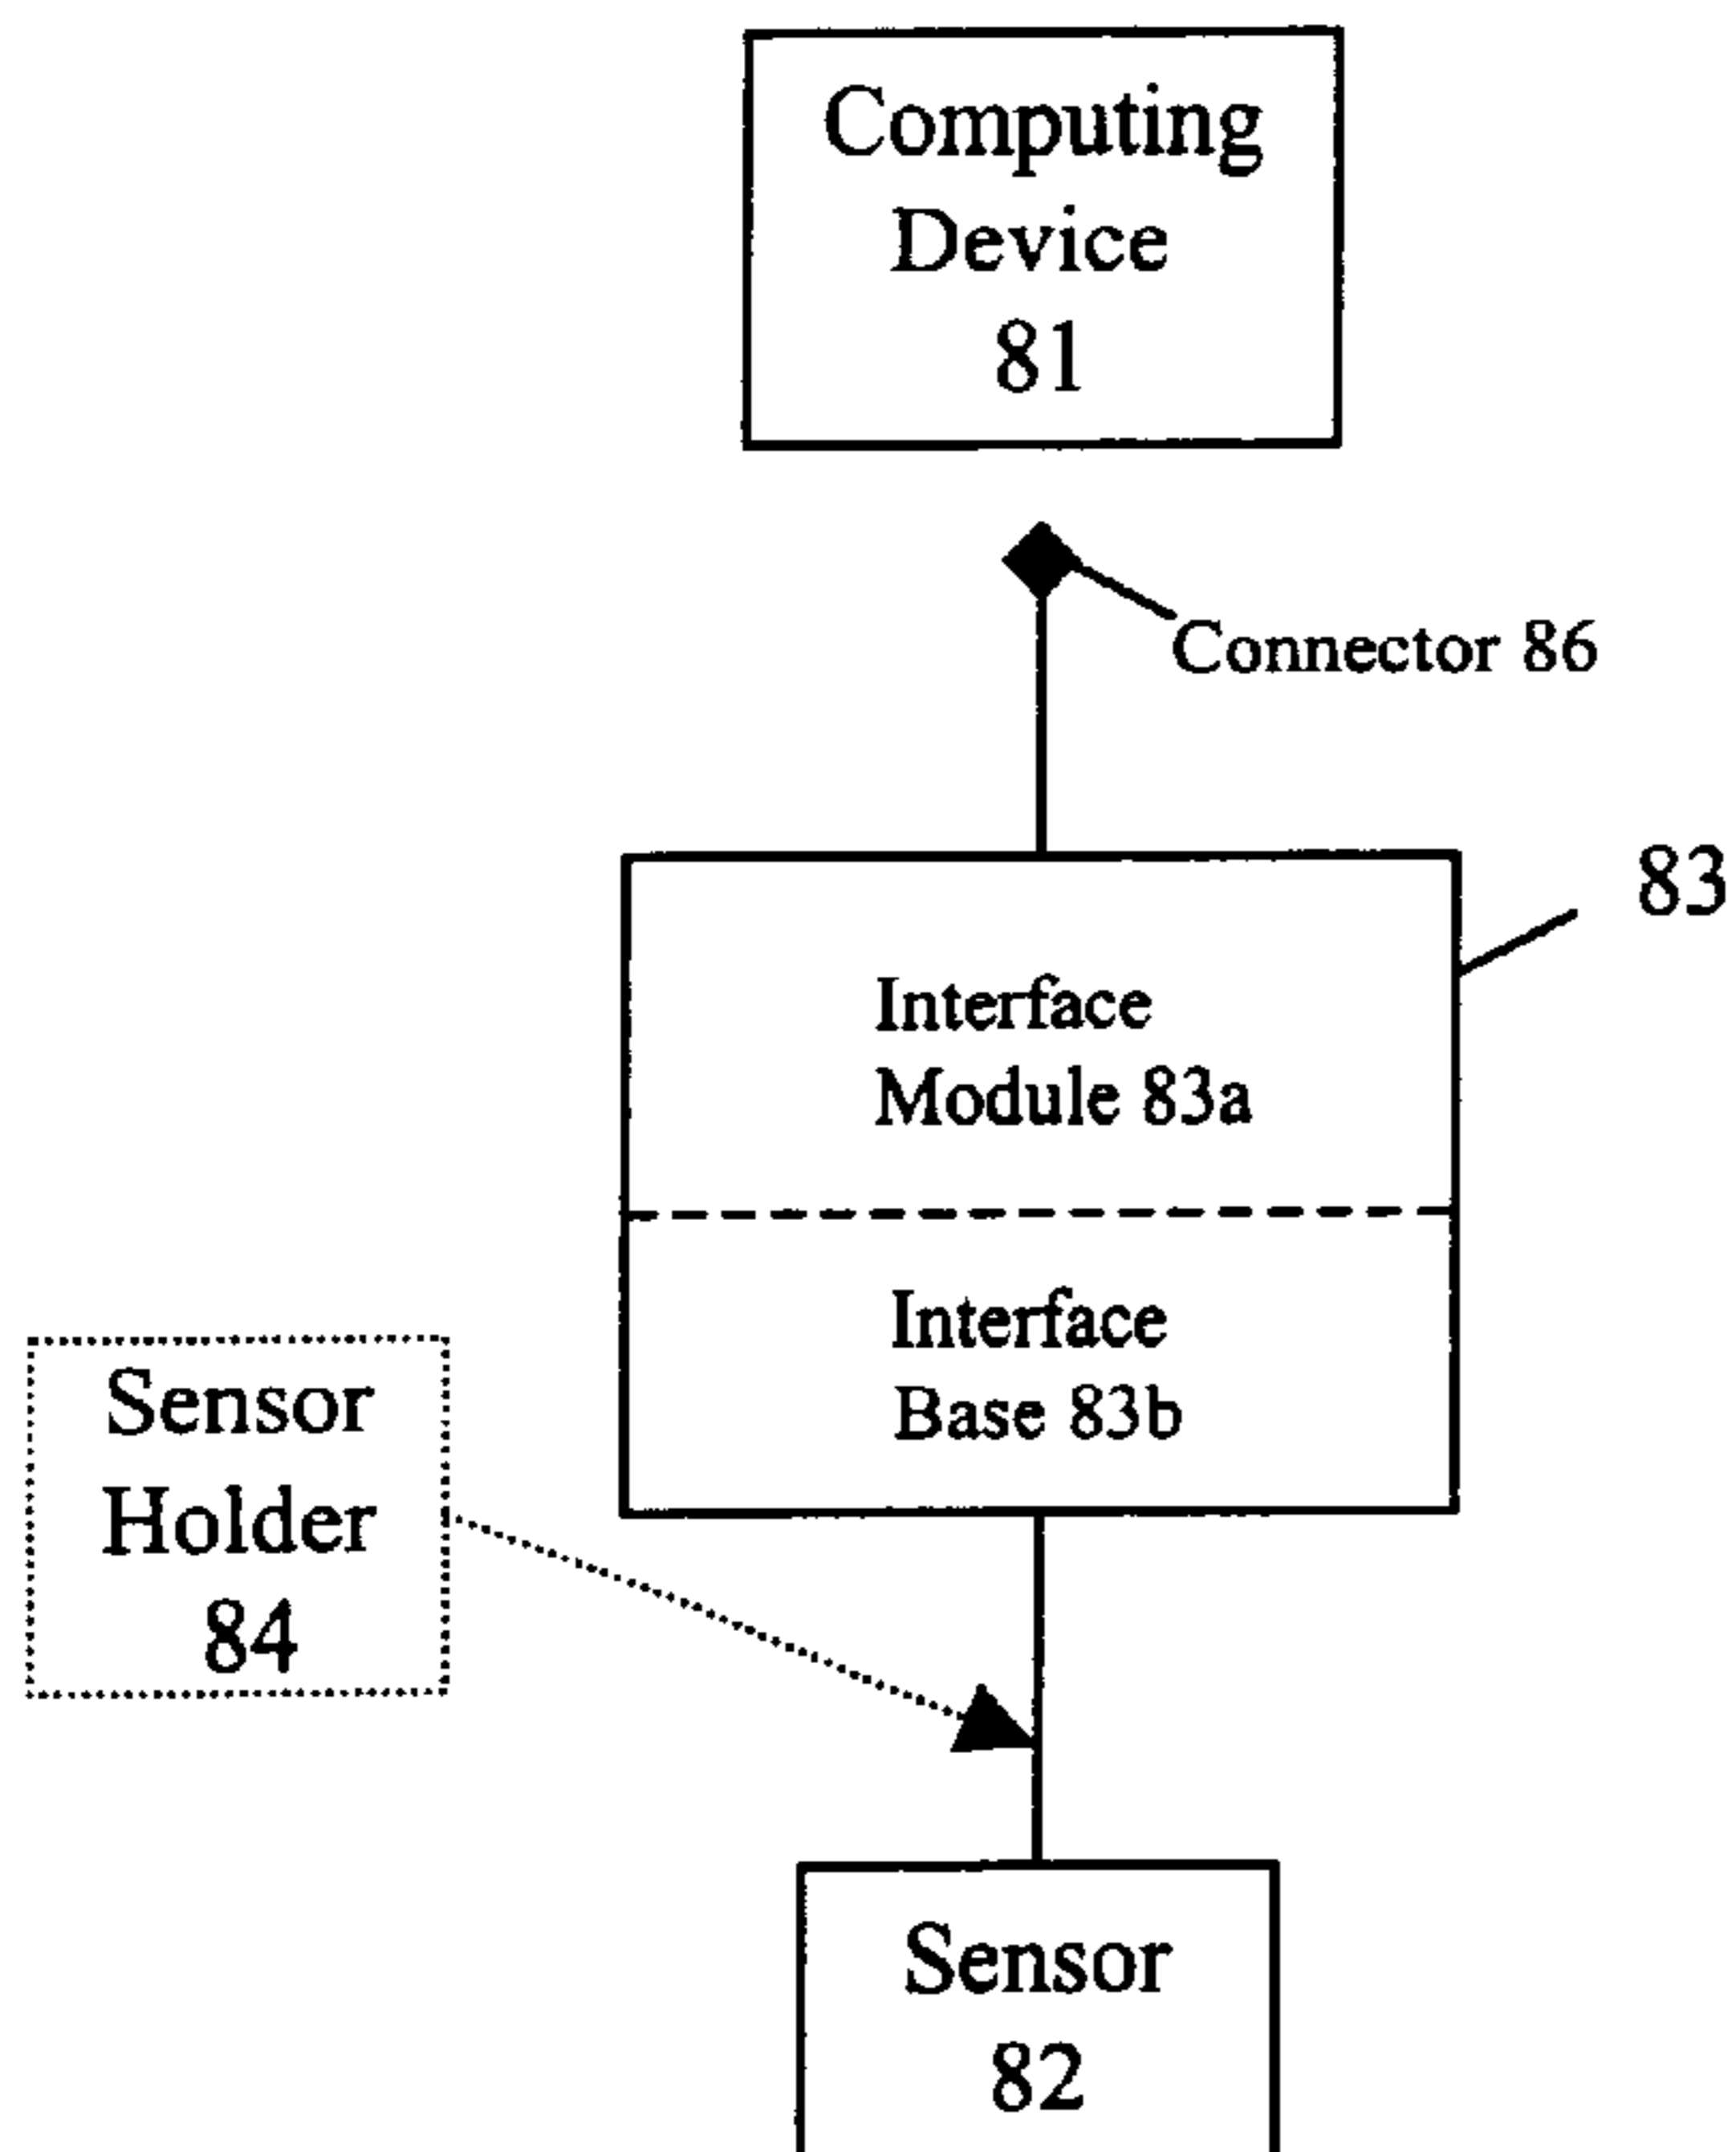 Computing
Device
81
Connector 86
83
Interface
Module 83a
Interface
Base 83b
Sensor
Holder
84
Sensor
82